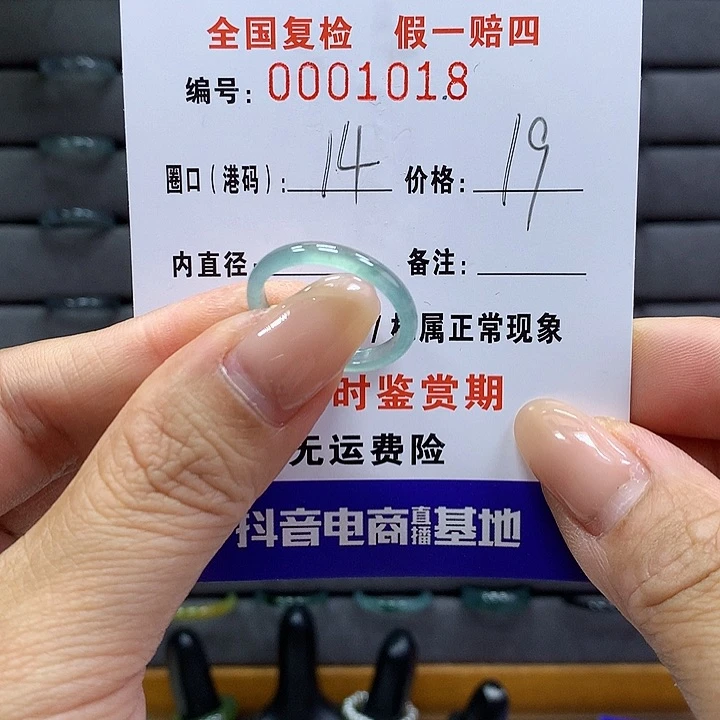 全国复检 假一赔四
编号：0001018
圈口（港码）：14 价格：19
内直径 备注：
属正常现象
时鉴赏期
无运费险
抖音电商直播基地